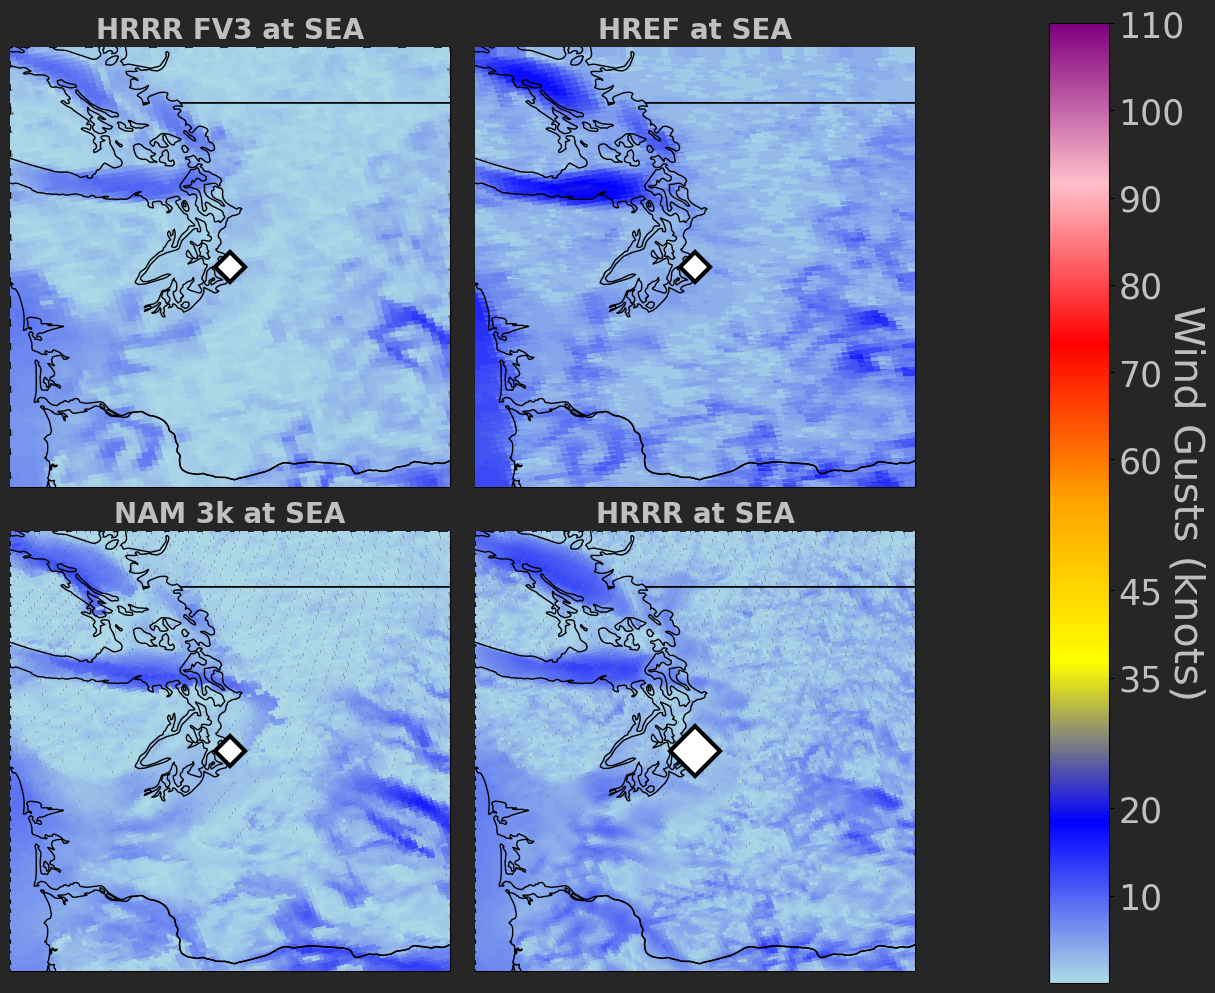 HRRR FV3 at SEA
HREF at SEA
NAM 3k at SEA
HRRR at SEA
110
100
90
80
70
60
45
35
20
10
Wind Gusts (knots)